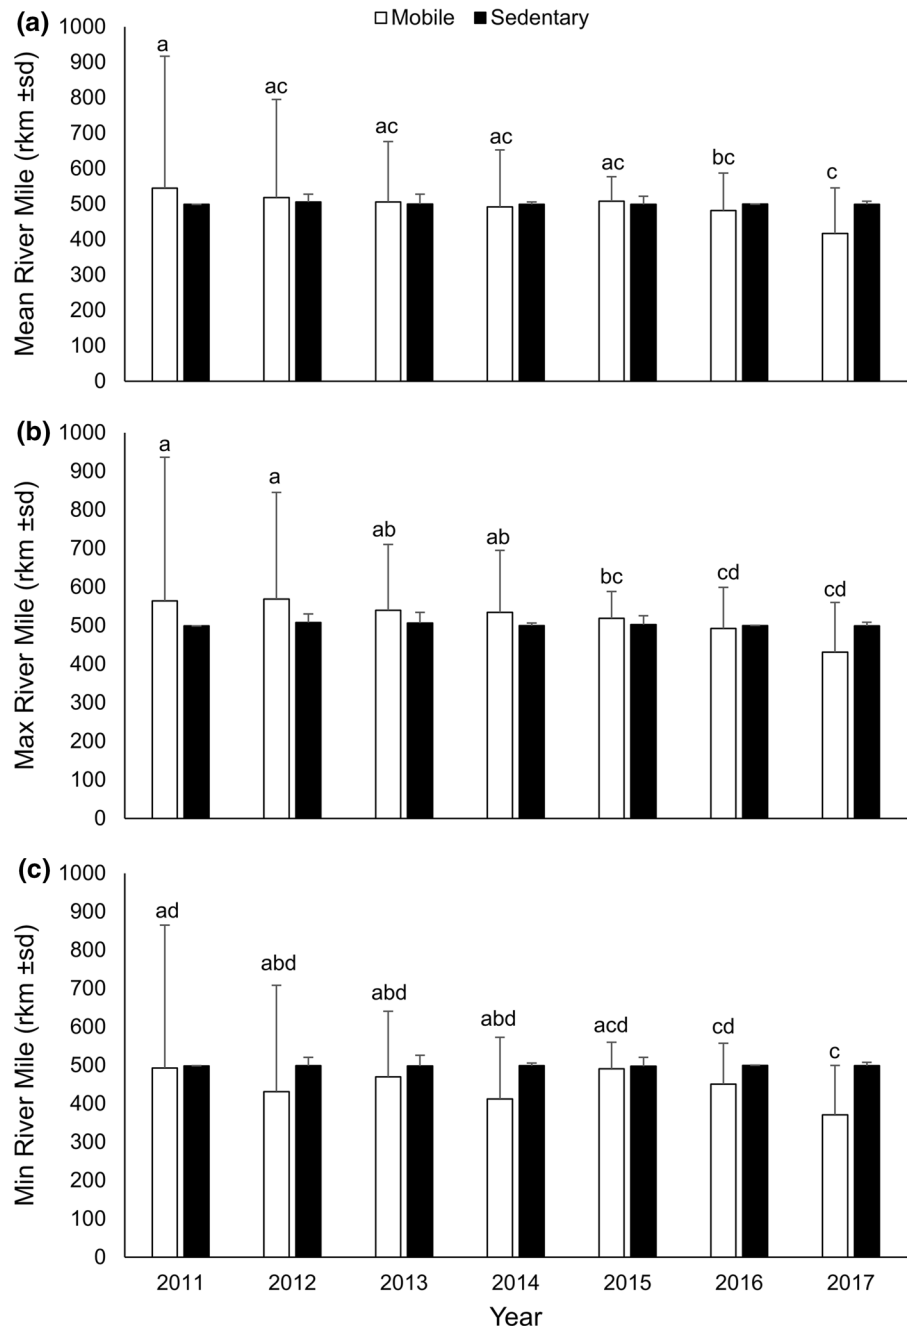 (a)
Mobile Sedentary
Mean River Mile (rkm ±sd)
1000
900
800
700
600
500
400
300
200
100
0
a ac ac ac ac bc c
(b)
Max River Mile (rkm ±sd)
1000
900
800
700
600
500
400
300
200
100
0
a a ab ab bc cd cd
(c)
Min River Mile (rkm ±sd)
1000
900
800
700
600
500
400
300
200
100
0
ad abd abd abd acd cd c
2011 2012 2013 2014 2015 2016 2017
Year